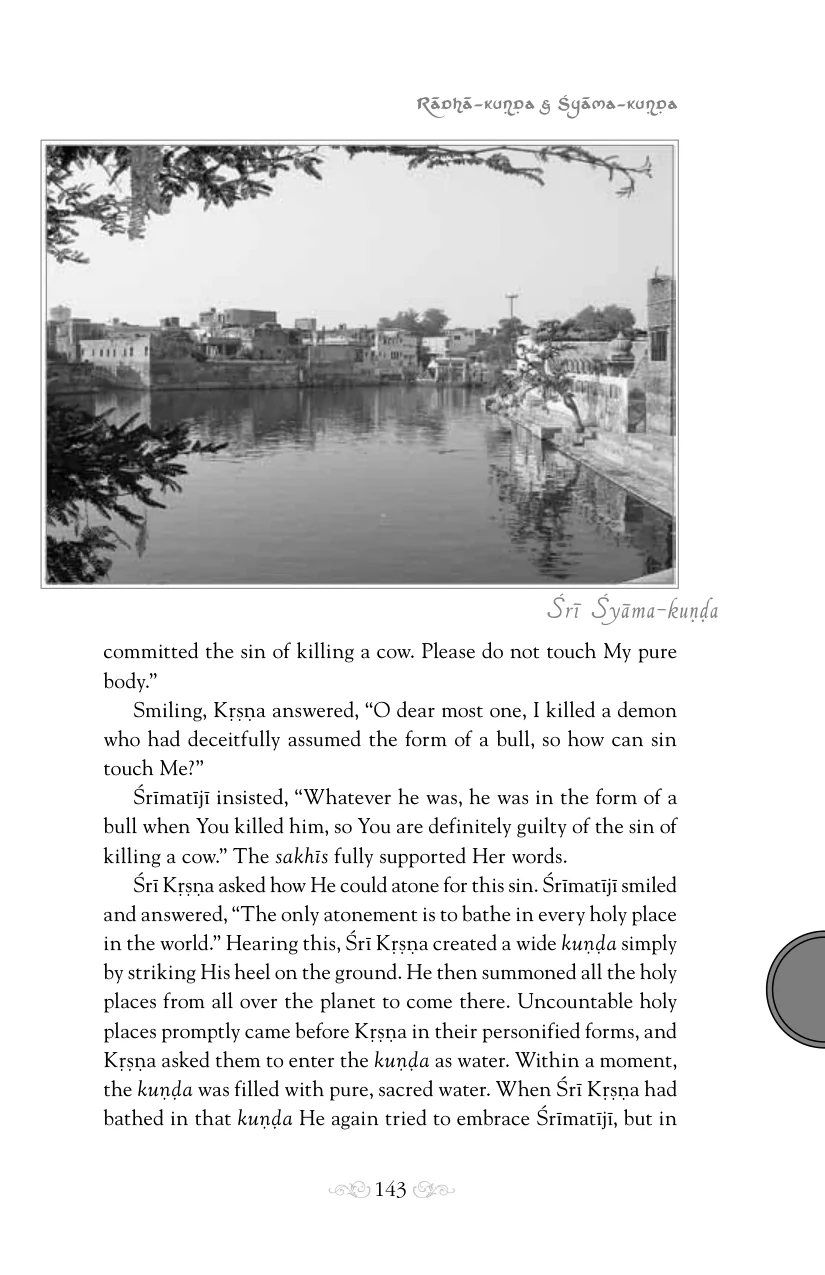 Rādhā-kuṇḍa & Śyāma-kuṇḍa
Śrī Śyāma-kuṇḍa
committed the sin of killing a cow. Please do not touch My pure
body.”
Smiling, Kṛṣṇa answered, “O dear most one, I killed a demon
who had deceitfully assumed the form of a bull, so how can sin
touch Me?”
Śrīmatījī insisted, “Whatever he was, he was in the form of a
bull when You killed him, so You are definitely guilty of the sin of
killing a cow.” The sakhīs fully supported Her words.
Śrī Kṛṣṇa asked how He could atone for this sin. Śrīmatījī smiled
and answered, “The only atonement is to bathe in every holy place
in the world.” Hearing this, Śrī Kṛṣṇa created a wide kuṇḍa simply
by striking His heel on the ground. He then summoned all the holy
places from all over the planet to come there. Uncountable holy
places promptly came before Kṛṣṇa in their personified forms, and
Kṛṣṇa asked them to enter the kuṇḍa as water. Within a moment,
the kuṇḍa was filled with pure, sacred water. When Śrī Kṛṣṇa had
bathed in that kuṇḍa He again tried to embrace Śrīmatījī, but in
143